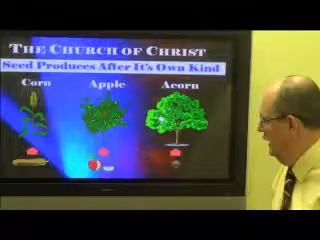 The Church of Christ
Seed Produces After It's Own Kind
Corn Apple Acorn